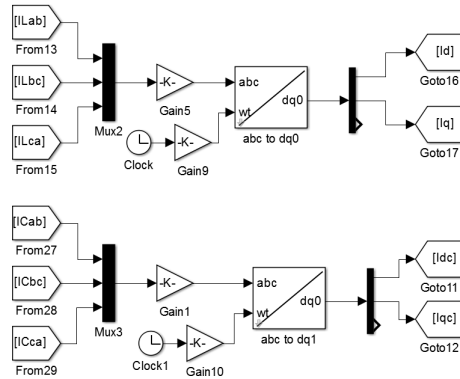 [ILab]
From13
[ILbc]
From14
[ILca]
From15
Mux2
-K-
Gain5
Clock
-K-
Gain9
abc
wt
dq0
abc to dq0
[Id]
Goto16
[Iq]
Goto17
[ICab]
From27
[ICbc]
From28
[ICca]
From29
Mux3
-K-
Gain1
Clock1
-K-
Gain10
abc
wt
dq0
abc to dq1
[Idc]
Goto11
[Iqc]
Goto12